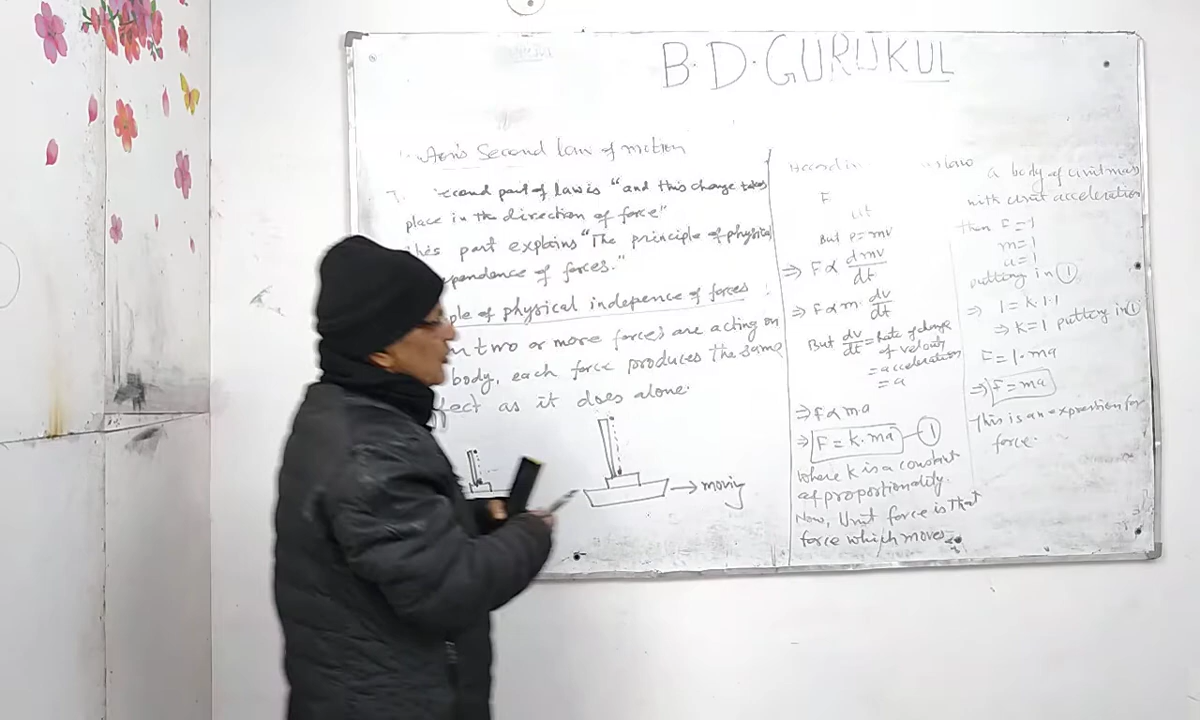 B.D.GURUKUL
Second law of motion
second part of law is "and this change takes
place in the direction of force"
this part explains "The principle of physical
pendence of forces."
ple of physical indepence of forces
two or more forces are acting on
body, each force produces the same
fect as it does alone.
→ moving
law
F
But P = mv
⇒ F ∝ dmv/dt
⇒ F ∝ m. dv/dt
But dv/dt = Rate of change
of velocity
= acceleration
= a
⇒ F ∝ ma
⇒ F = k.ma — 1
Where k is a constant
of proportionality.
Now, Unit force is that
force which moves
a body of unit mass
with unit acceleration
then F = 1
m = 1
a = 1
putting in 1
⇒ 1 = k.1.1
⇒ k = 1 putting in 1
F = 1.ma
⇒ F = ma
This is an expression for
force.